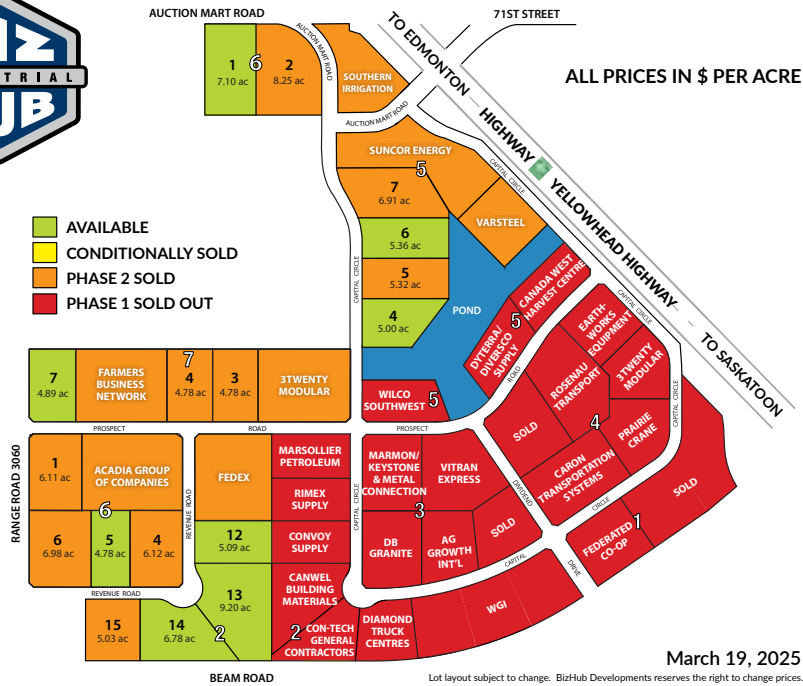 AUCTION MART ROAD
71ST STREET
TO EDMONTON
HIGHWAY
YELLOWHEAD HIGHWAY
TO SASKATOON
ALL PRICES IN $ PER ACRE
IZ
TRIAL
UB
AUCTION MART ROAD
1
7.10 ac
6
2
8.25 ac
SOUTHERN
IRRIGATION
AUCTION MART ROAD
SUNCOR ENERGY
5
CAPITAL CIRCLE
7
6.91 ac
VARSTEEL
6
5.36 ac
5
5.32 ac
4
5.00 ac
CAPITAL CIRCLE
POND
AVAILABLE
CONDITIONALLY SOLD
PHASE 2 SOLD
PHASE 1 SOLD OUT
CANADA WEST
HARVEST CENTRE
5
DYTERRA/
DIVERSCO
SUPPLY
ROAD
WILCO
SOUTHWEST
5
CAPITAL CIRCLE
EARTH-
WORKS
EQUIPMENT
3TWENTY
MODULAR
ROSENAU
TRANSPORT
4
PRAIRIE
CRANE
CAPITAL CIRCLE
SOLD
CARON
TRANSPORTATION
SYSTEMS
7
4.89 ac
FARMERS
BUSINESS
NETWORK
7
4
4.78 ac
3
4.78 ac
3TWENTY
MODULAR
PROSPECT
ROAD
PROSPECT
RANGE ROAD 3060
1
6.11 ac
ACADIA GROUP
OF COMPANIES
6
6
6.98 ac
5
4.78 ac
4
6.12 ac
REVENUE ROAD
REVENUE ROAD
FEDEX
12
5.09 ac
13
9.20 ac
15
5.03 ac
14
6.78 ac
2
MARSOLLIER
PETROLEUM
RIMEX
SUPPLY
CONVOY
SUPPLY
CANWEL
BUILDING
MATERIALS
2
CON-TECH
GENERAL
CONTRACTORS
CAPITAL CIRCLE
MARMON/
KEYSTONE
& METAL
CONNECTION
VITRAN
EXPRESS
3
DB
GRANITE
AG
GROWTH
INT'L
SOLD
DIVIDEND
DRIVE
CAPITAL
CIRCLE
DIAMOND
TRUCK
CENTRES
WGI
FEDERATED
CO-OP
1
SOLD
BEAM ROAD
March 19, 2025
Lot layout subject to change. BizHub Developments reserves the right to change prices.